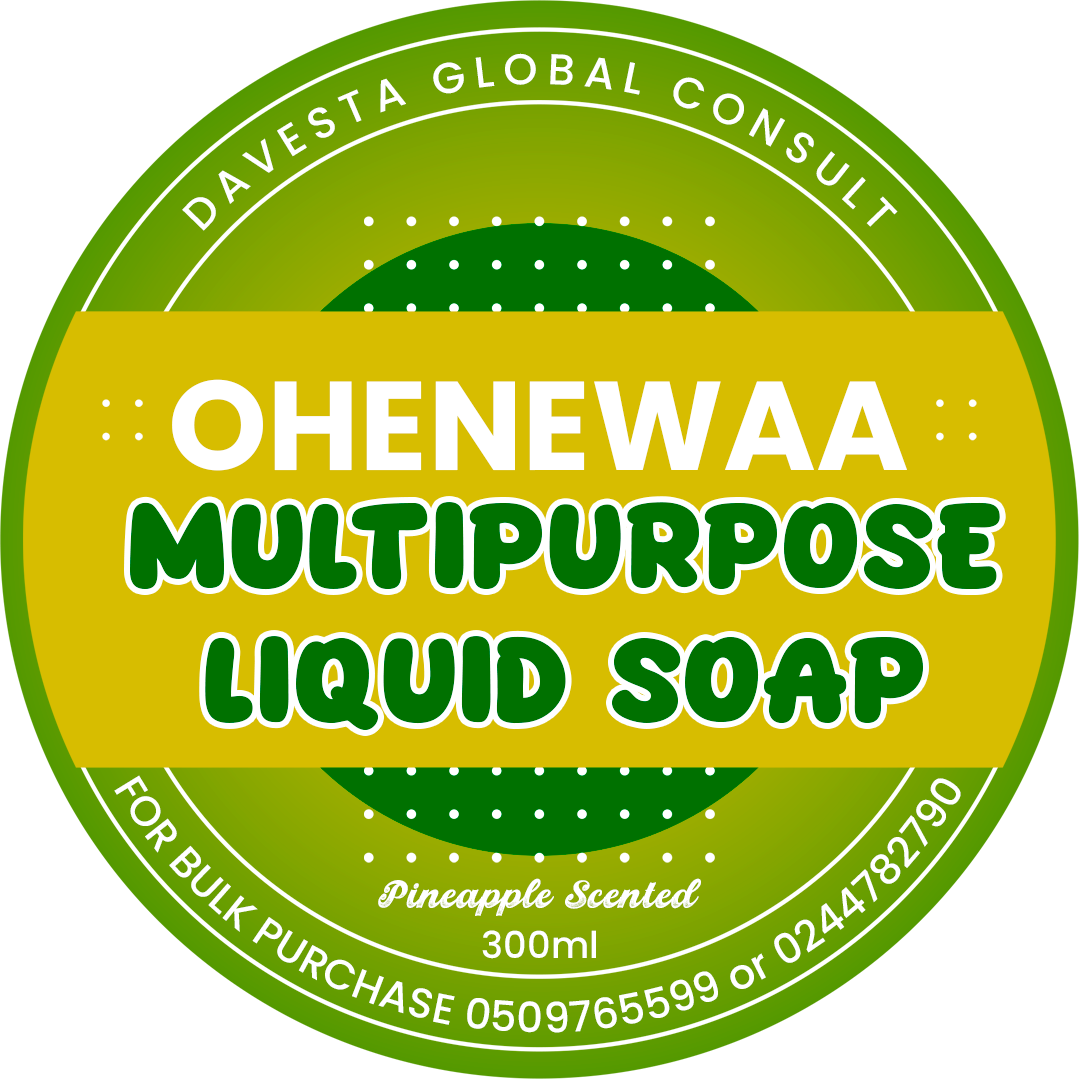 DAVESTA GLOBAL CONSULT
OHENEWAA
MULTIPURPOSE
LIQUID SOAP
Pineapple Scented
300ml
FOR BULK PURCHASE 0509765599 or 0244782790